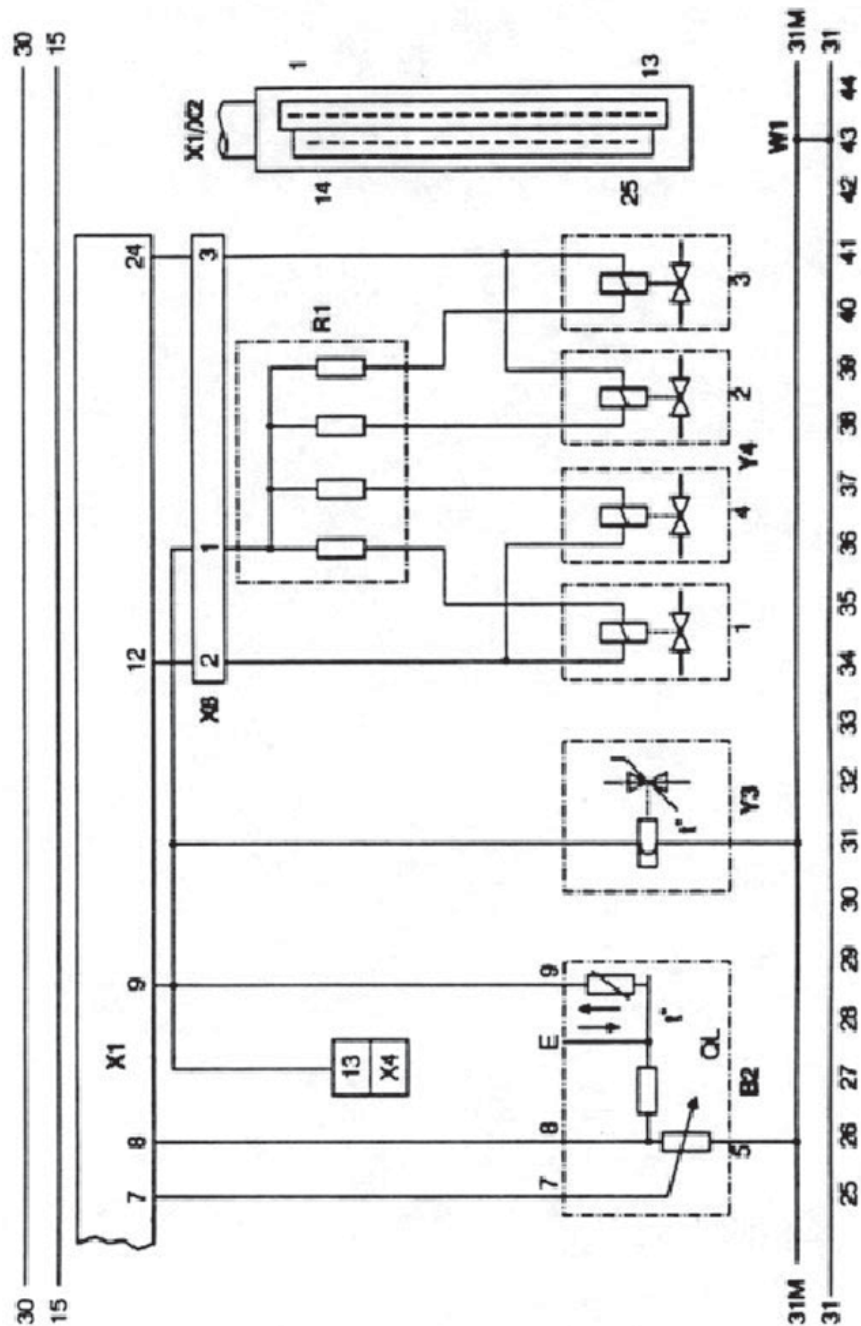 30 30
15 15
X1
7 8 9 12 24
X6 2 1 3
R1
X1/X2
1
14
13
25
13
X4
7 8 E 9
t°
QL
5
B2
t°
Y3
1 4 2 3
Y4
W1
31M 31M
31 31
25 26 27 28 29 30 31 32 33 34 35 36 37 38 39 40 41 42 43 44